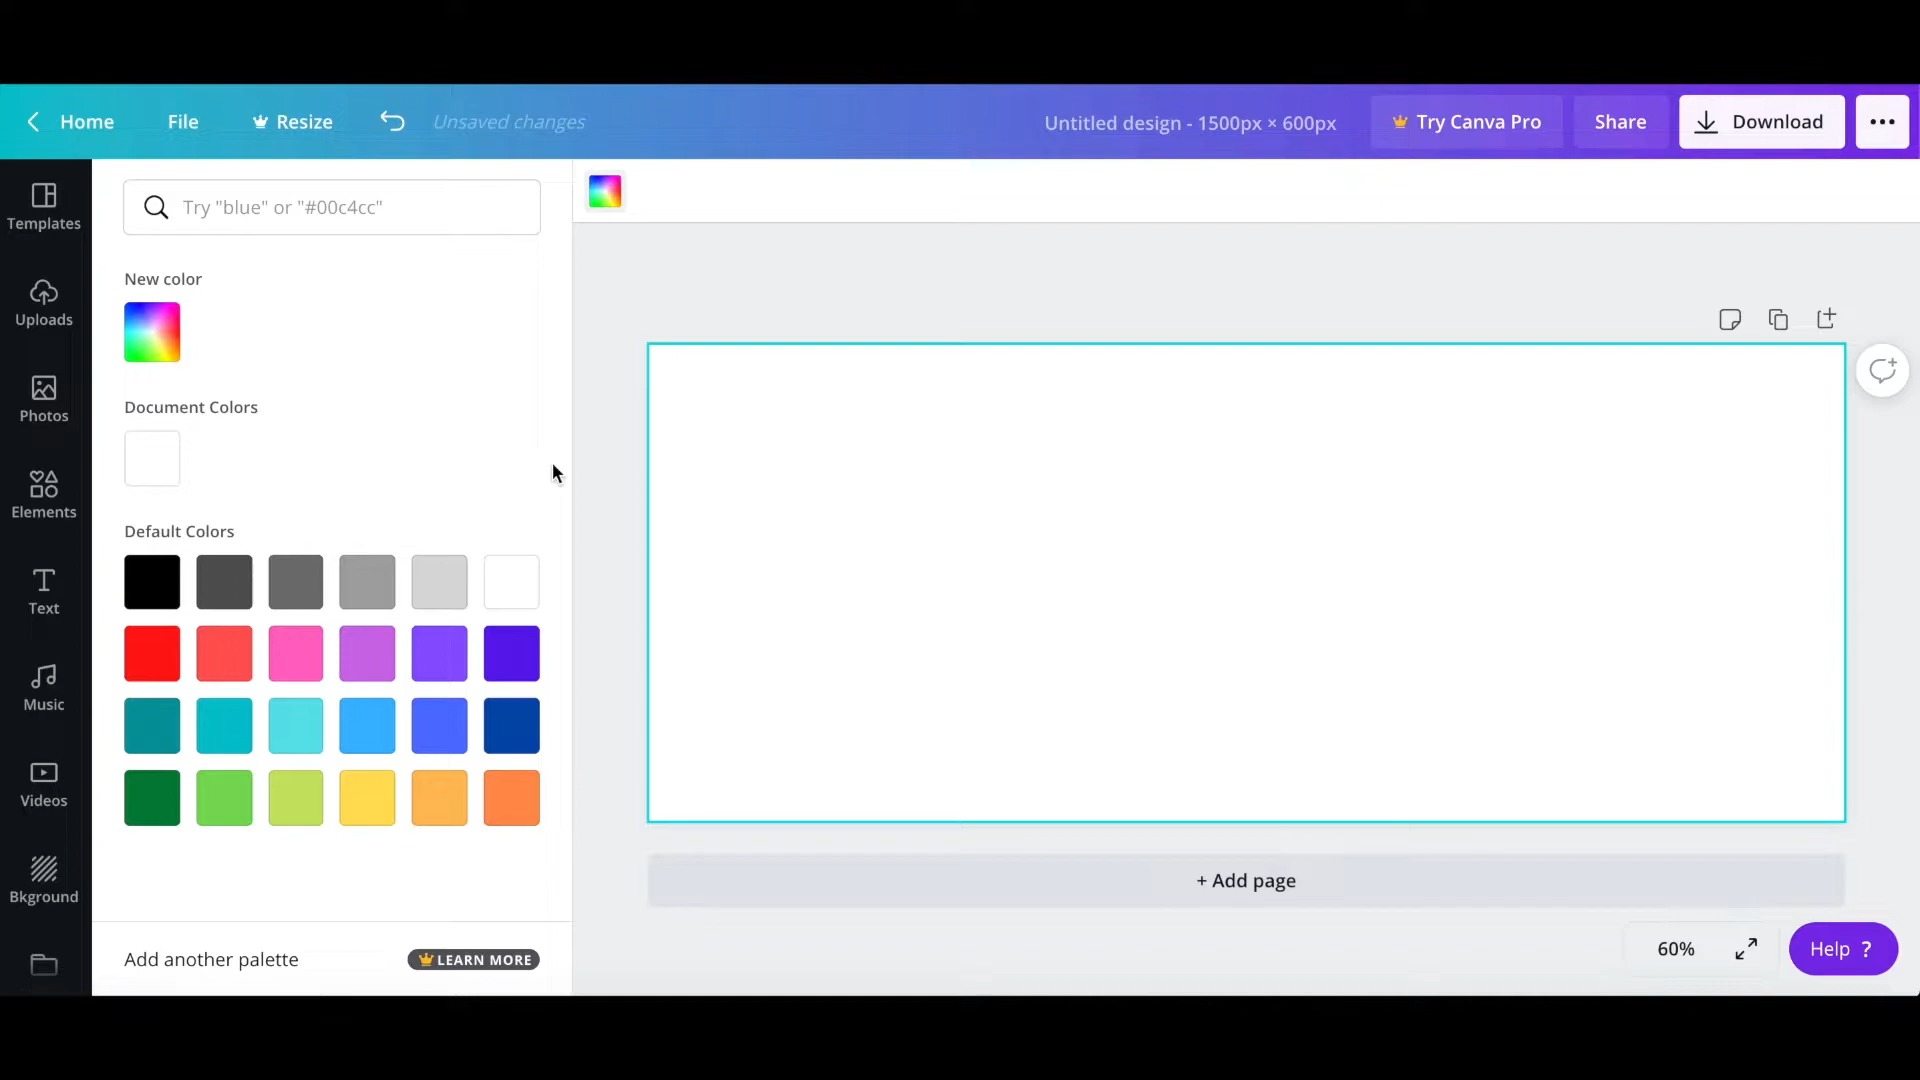 Home
File
Resize
Unsaved changes
Untitled design - 1500px × 600px
Try Canva Pro
Share
Download
Templates
Uploads
Photos
Elements
Text
Music
Videos
Bkground
Try "blue" or "#00c4cc"
New color
Document Colors
Default Colors
Add another palette
LEARN MORE
+ Add page
60%
Help ?